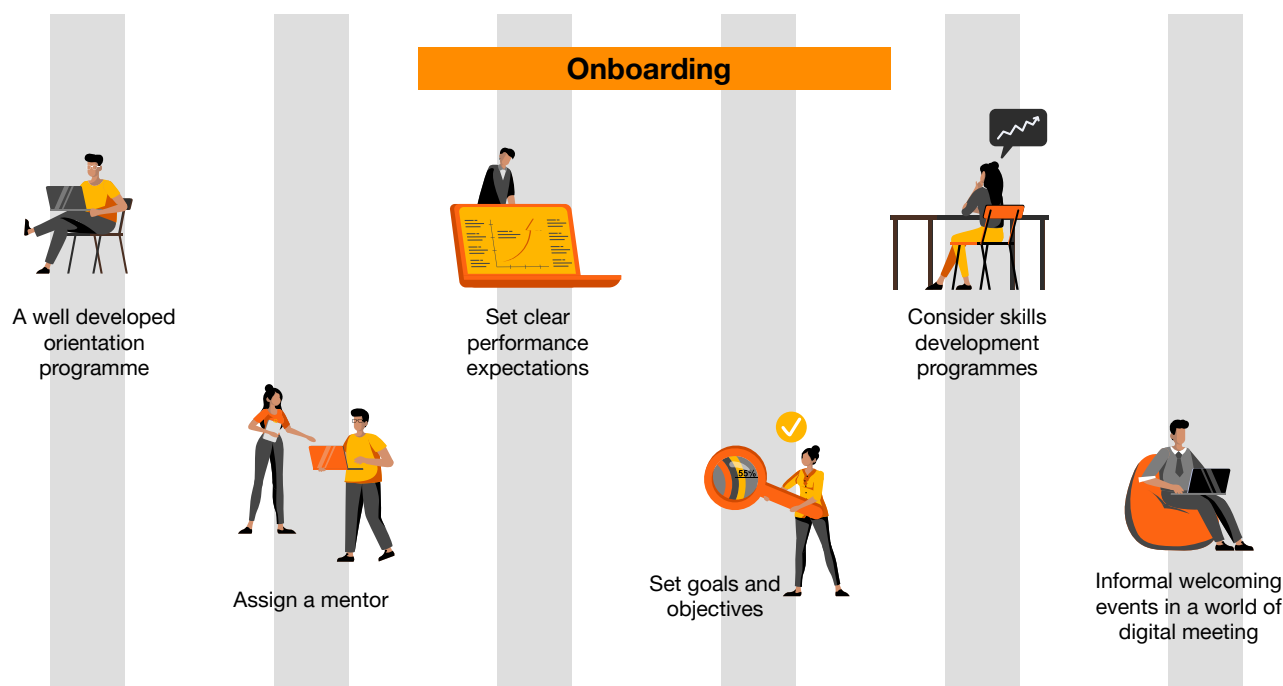 Onboarding
A well developed
orientation
programme
Assign a mentor
Set clear
performance
expectations
55%
Set goals and
objectives
Consider skills
development
programmes
Informal welcoming
events in a world of
digital meeting